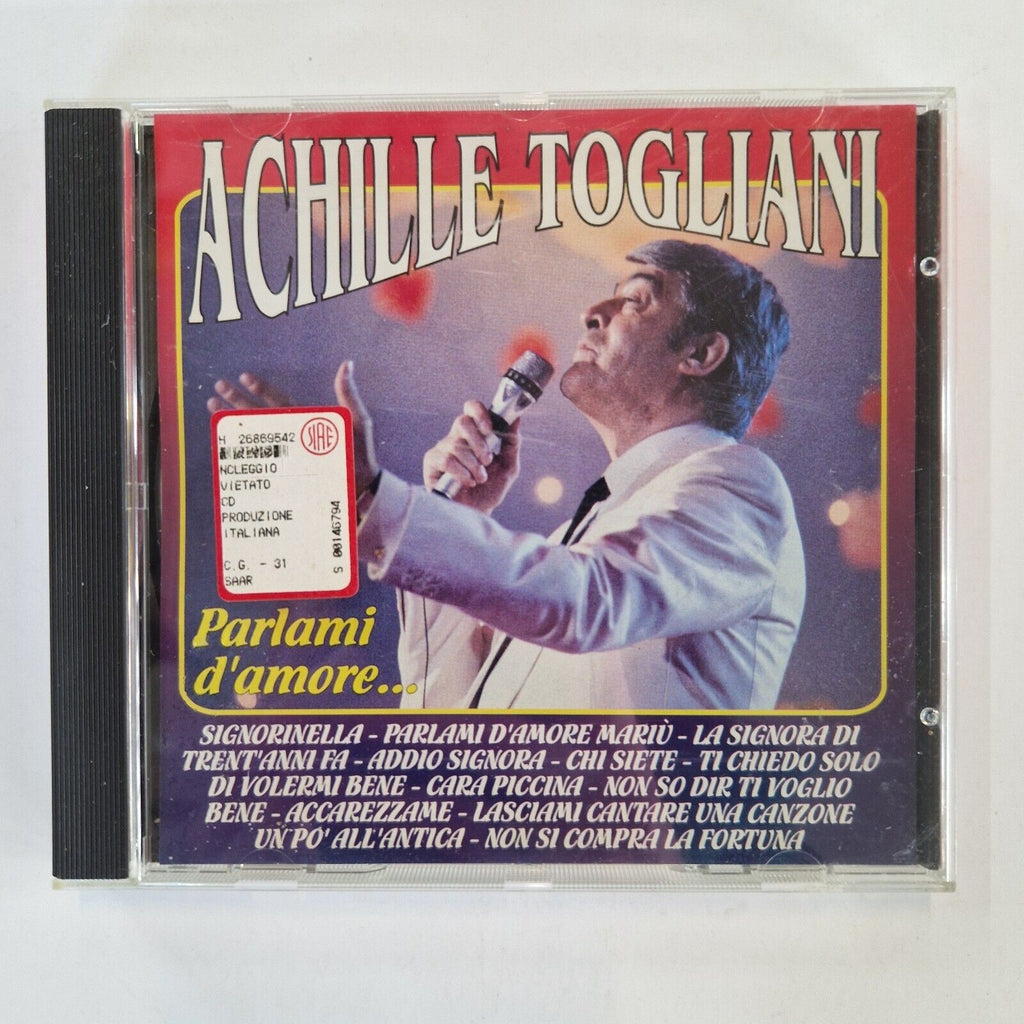 ACHILLE TOGLIANI
H 26869542
SIAE
NOLEGGIO
VIETATO
CD
PRODUZIONE
ITALIANA
C.G. - 31
SAAR
S 00146794
Parlami
d'amore...
SIGNORINELLA - PARLAMI D'AMORE MARIÙ - LA SIGNORA DI
TRENT'ANNI FA - ADDIO SIGNORA - CHI SIETE - TI CHIEDO SOLO
DI VOLERMI BENE - CARA PICCINA - NON SO DIR TI VOGLIO
BENE - ACCAREZZAME - LASCIAMI CANTARE UNA CANZONE
UN PO' ALL'ANTICA - NON SI COMPRA LA FORTUNA